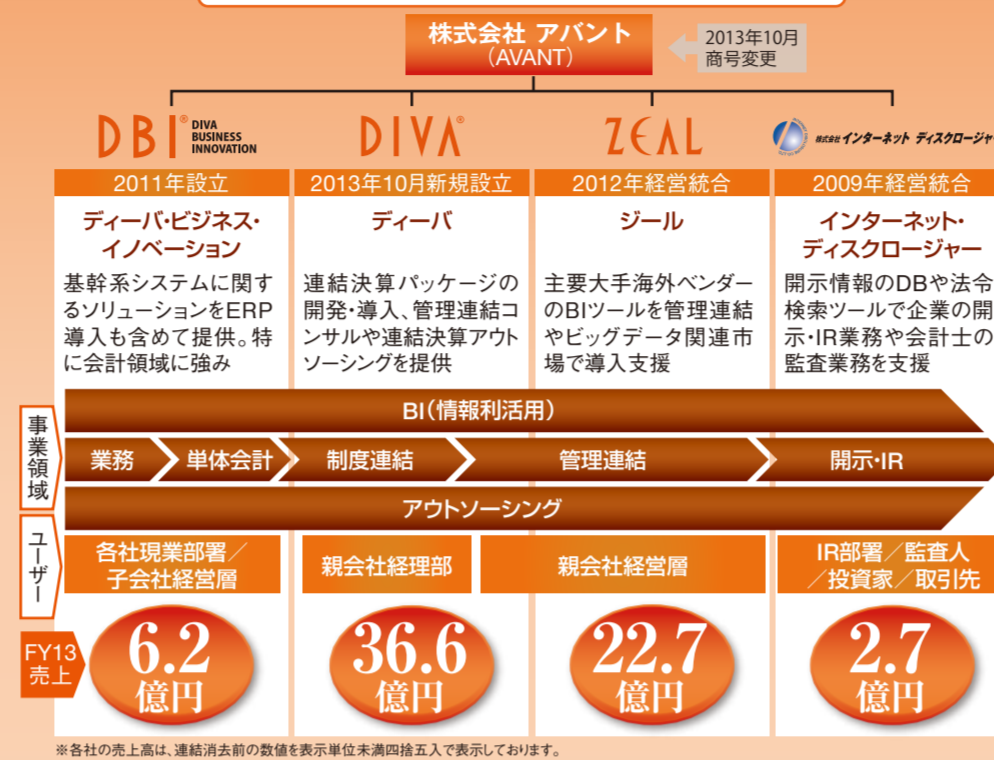 株式会社 アバント
（AVANT）
2013年10月
商号変更
DBI® DIVA
BUSINESS
INNOVATION
DIVA®
ZEAL
株式会社 インターネット ディスクロージャ
2011年設立
2013年10月新規設立
2012年経営統合
2009年経営統合
ディーバ・ビジネス・
イノベーション
基幹系システムに関す
るソリューションをERP
導入も含めて提供。特
に会計領域に強み
ディーバ
連結決算パッケージの
開発・導入、管理連結コ
ンサルや連結決算アウト
ソーシングを提供
ジール
主要大手海外ベンダー
のBIツールを管理連結
やビッグデータ関連市
場で導入支援
インターネット・
ディスクロージャー
開示情報のDBや法令
検索ツールで企業の開
示・IR業務や会計士の
監査業務を支援
事業領域
BI（情報利活用）
業務
単体会計
制度連結
管理連結
開示・IR
アウトソーシング
ユーザー
各社現業部署／
子会社経営層
親会社経理部
親会社経営層
IR部署／監査人
／投資家／取引先
FY13
売上
6.2
億円
36.6
億円
22.7
億円
2.7
億円
※各社の売上高は、連結消去前の数値を表示単位未満四捨五入で表示しております。